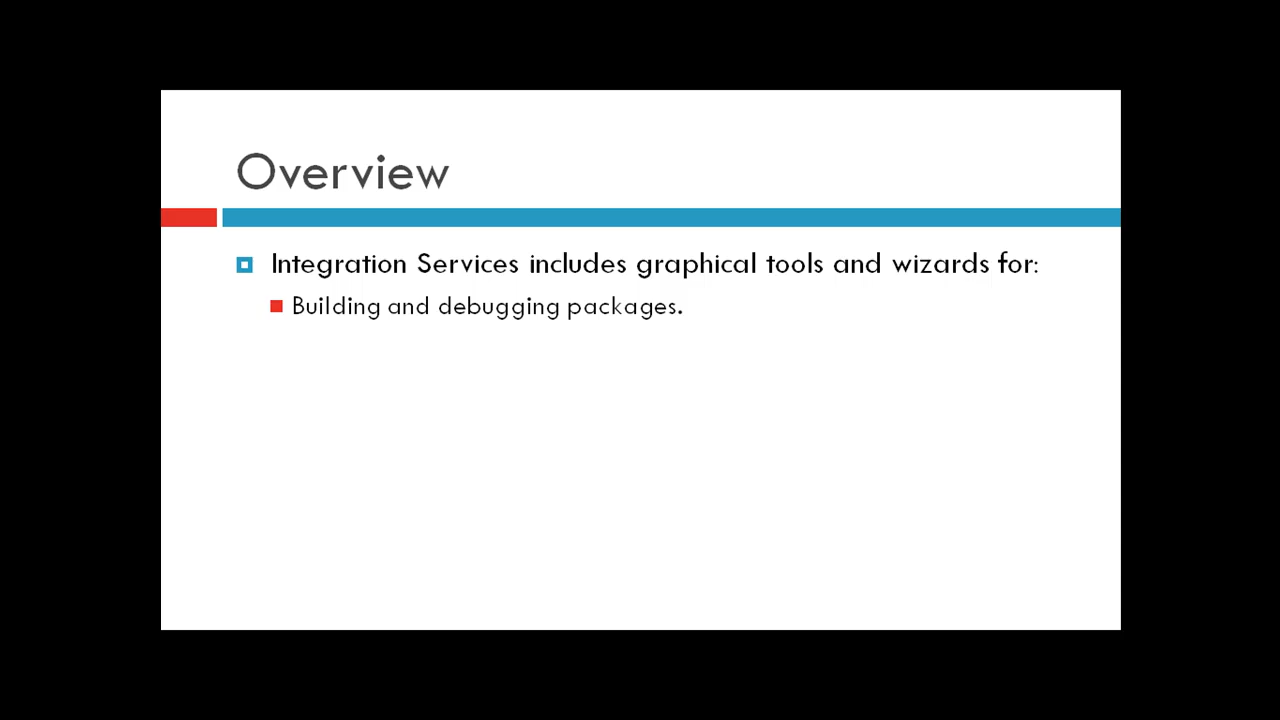 Overview
Integration Services includes graphical tools and wizards for:
Building and debugging packages.